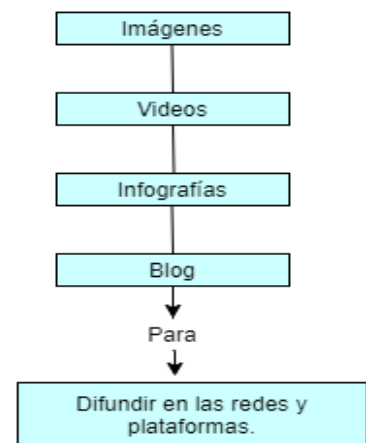 Imágenes
Videos
Infografías
Blog
Para
Difundir en las redes y
plataformas.